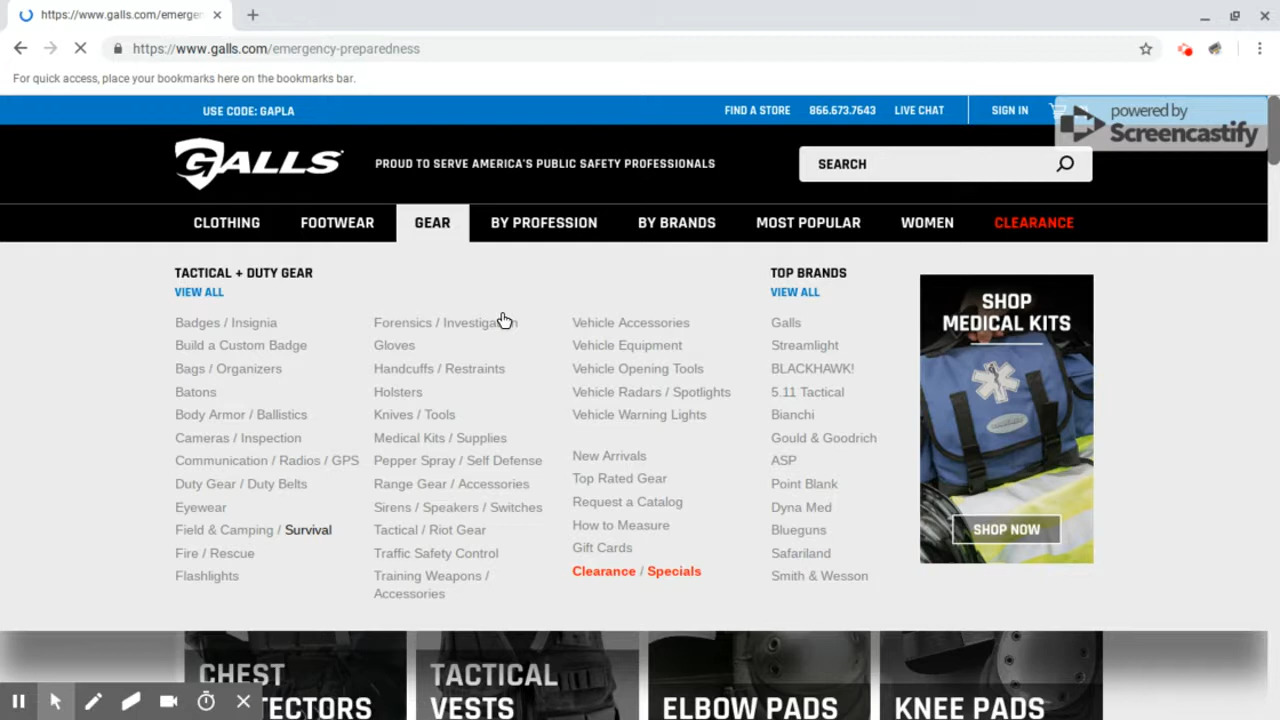 https://www.galls.com/emerger
https://www.galls.com/emergency-preparedness
For quick access, place your bookmarks here on the bookmarks bar.
USE CODE: GAPLA
FIND A STORE
866.673.7643
LIVE CHAT
SIGN IN
powered by
Screencastify
GALLS
PROUD TO SERVE AMERICA'S PUBLIC SAFETY PROFESSIONALS
SEARCH
CLOTHING
FOOTWEAR
GEAR
BY PROFESSION
BY BRANDS
MOST POPULAR
WOMEN
CLEARANCE
TACTICAL + DUTY GEAR
VIEW ALL
Badges / Insignia
Build a Custom Badge
Bags / Organizers
Batons
Body Armor / Ballistics
Cameras / Inspection
Communication / Radios / GPS
Duty Gear / Duty Belts
Eyewear
Field & Camping / Survival
Fire / Rescue
Flashlights
Forensics / Investigation
Gloves
Handcuffs / Restraints
Holsters
Knives / Tools
Medical Kits / Supplies
Pepper Spray / Self Defense
Range Gear / Accessories
Sirens / Speakers / Switches
Tactical / Riot Gear
Traffic Safety Control
Training Weapons /
Accessories
Vehicle Accessories
Vehicle Equipment
Vehicle Opening Tools
Vehicle Radars / Spotlights
Vehicle Warning Lights
New Arrivals
Top Rated Gear
Request a Catalog
How to Measure
Gift Cards
Clearance / Specials
TOP BRANDS
VIEW ALL
Galls
Streamlight
BLACKHAWK!
5.11 Tactical
Bianchi
Gould & Goodrich
ASP
Point Blank
Dyna Med
Blueguns
Safariland
Smith & Wesson
SHOP
MEDICAL KITS
SHOP NOW
CHEST
TECTORS
TACTICAL
VESTS
ELBOW PADS
KNEE PADS